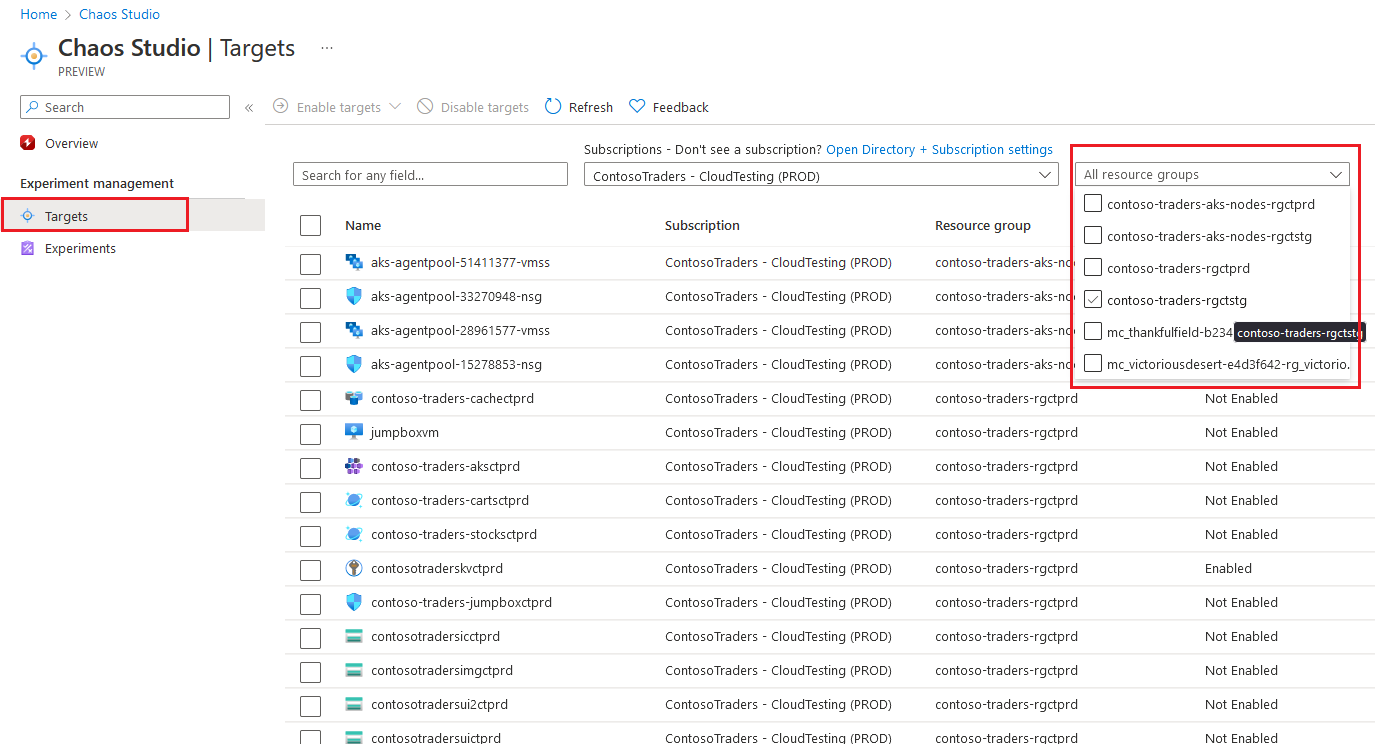 Home > Chaos Studio
Chaos Studio | Targets ...
PREVIEW
Search «
Enable targets Disable targets Refresh Feedback
Overview
Experiment management
Targets
Experiments
Subscriptions - Don't see a subscription? Open Directory + Subscription settings
Search for any field... ContosoTraders - CloudTesting (PROD) All resource groups
contoso-traders-aks-nodes-rgctprd
contoso-traders-aks-nodes-rgctstg
contoso-traders-rgctprd
contoso-traders-rgctstg
mc_thankfulfield-b234
contoso-traders-rgctstg
mc_victoriousdesert-e4d3f642-rg_victorio.
Name Subscription Resource group
aks-agentpool-51411377-vmss ContosoTraders - CloudTesting (PROD) contoso-traders-aks-noc
aks-agentpool-33270948-nsg ContosoTraders - CloudTesting (PROD) contoso-traders-aks-noc
aks-agentpool-28961577-vmss ContosoTraders - CloudTesting (PROD) contoso-traders-aks-noc
aks-agentpool-15278853-nsg ContosoTraders - CloudTesting (PROD) contoso-traders-aks-noc
contoso-traders-cachectprd ContosoTraders - CloudTesting (PROD) contoso-traders-rgctprd Not Enabled
jumpboxvm ContosoTraders - CloudTesting (PROD) contoso-traders-rgctprd Not Enabled
contoso-traders-aksctprd ContosoTraders - CloudTesting (PROD) contoso-traders-rgctprd Not Enabled
contoso-traders-cartsctprd ContosoTraders - CloudTesting (PROD) contoso-traders-rgctprd Not Enabled
contoso-traders-stocksctprd ContosoTraders - CloudTesting (PROD) contoso-traders-rgctprd Not Enabled
contosotraderskvctprd ContosoTraders - CloudTesting (PROD) contoso-traders-rgctprd Enabled
contoso-traders-jumpboxctprd ContosoTraders - CloudTesting (PROD) contoso-traders-rgctprd Not Enabled
contosotradersicctprd ContosoTraders - CloudTesting (PROD) contoso-traders-rgctprd Not Enabled
contosotradersimgctprd ContosoTraders - CloudTesting (PROD) contoso-traders-rgctprd Not Enabled
contosotradersui2ctprd ContosoTraders - CloudTesting (PROD) contoso-traders-rgctprd Not Enabled
contosotradersuictprd ContosoTraders - CloudTesting (PROD) contoso-traders-rgctprd Not Enabled